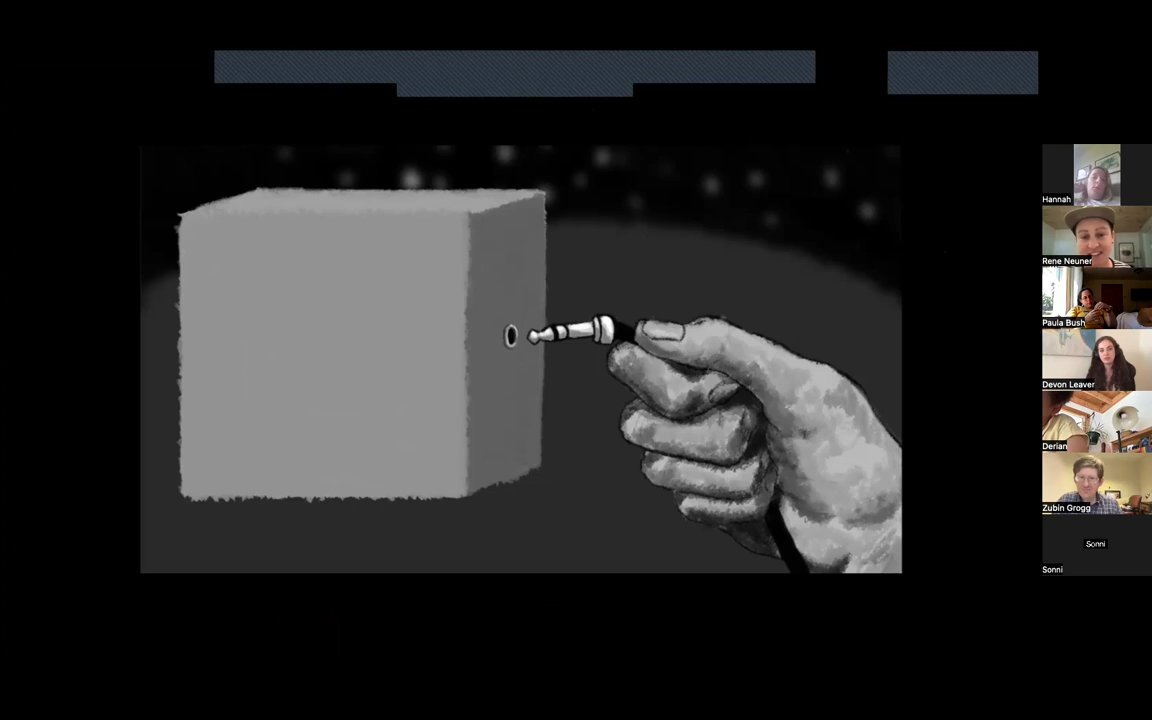 Hannah
Rene Neuner
Paula Bush
Devon Leaver
Derian
Zubin Grogg
Sonni
Sonni